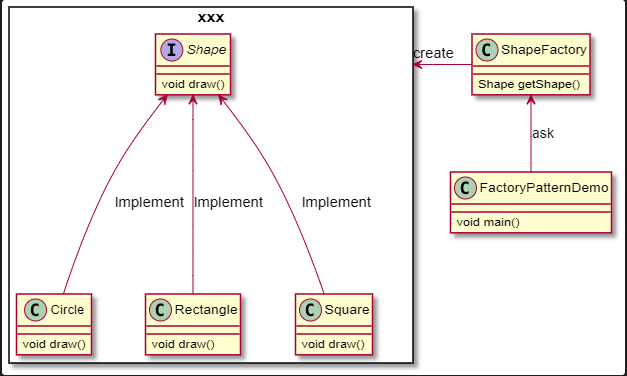 xxx
I Shape
void draw()
create
C ShapeFactory
Shape getShape()
ask
C FactoryPatternDemo
void main()
Implement
Implement
Implement
C Circle
void draw()
C Rectangle
void draw()
C Square
void draw()